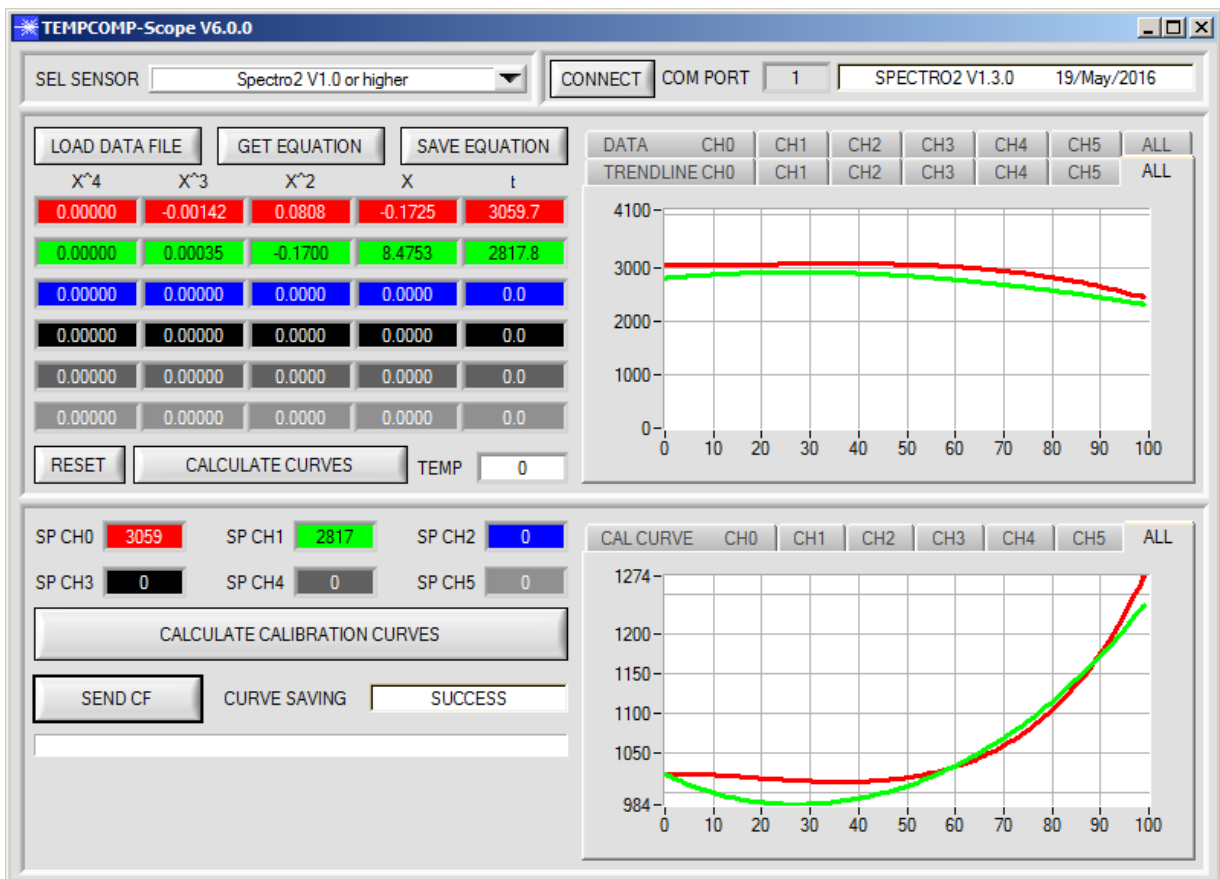 TEMPCOMP-Scope V6.0.0
SEL SENSOR Spectro2 V1.0 or higher CONNECT COM PORT 1 SPECTRO2 V1.3.0 19/May/2016
LOAD DATA FILE GET EQUATION SAVE EQUATION
X^4 X^3 X^2 X t
0.00000 -0.00142 0.0808 -0.1725 3059.7
0.00000 0.00035 -0.1700 8.4753 2817.8
0.00000 0.00000 0.0000 0.0000 0.0
0.00000 0.00000 0.0000 0.0000 0.0
0.00000 0.00000 0.0000 0.0000 0.0
0.00000 0.00000 0.0000 0.0000 0.0
RESET CALCULATE CURVES TEMP 0
DATA CH0 CH1 CH2 CH3 CH4 CH5 ALL
TRENDLINE CH0 CH1 CH2 CH3 CH4 CH5 ALL
4100
3000
2000
1000
0
0 10 20 30 40 50 60 70 80 90 100
SP CH0 3059 SP CH1 2817 SP CH2 0
SP CH3 0 SP CH4 0 SP CH5 0
CALCULATE CALIBRATION CURVES
SEND CF CURVE SAVING SUCCESS
CAL CURVE CH0 CH1 CH2 CH3 CH4 CH5 ALL
1274
1200
1150
1100
1050
984
0 10 20 30 40 50 60 70 80 90 100